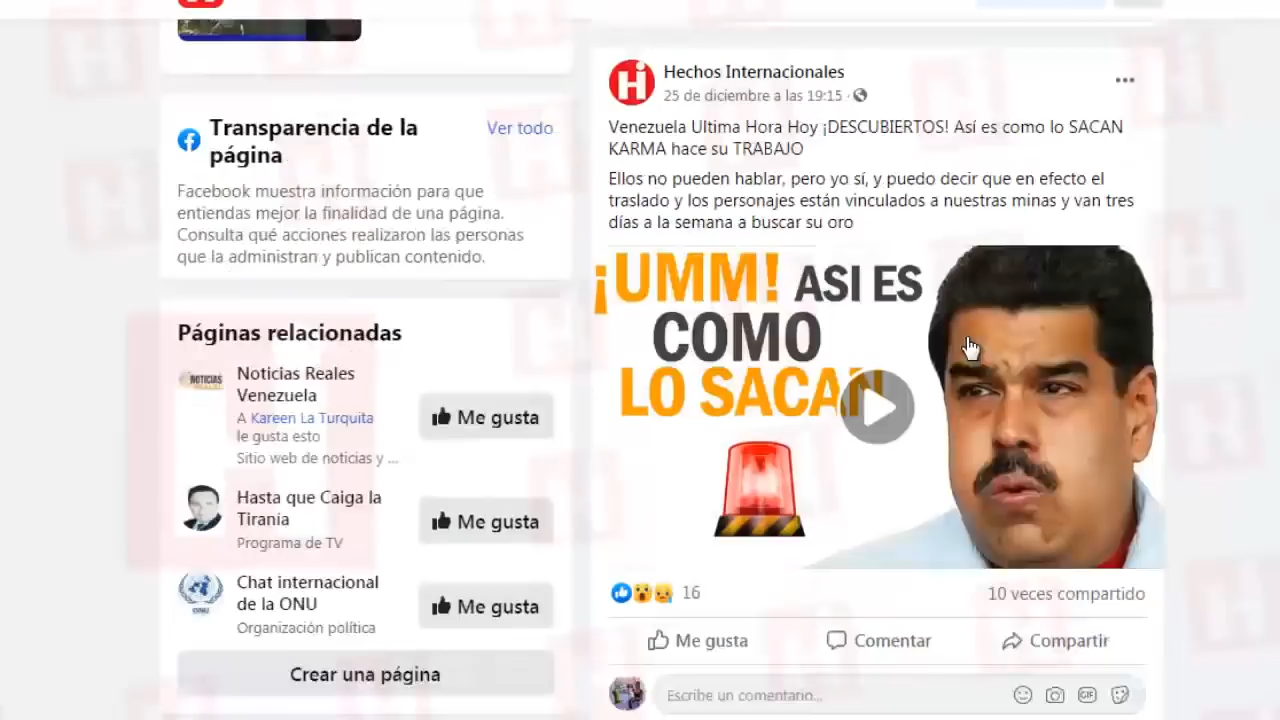 Transparencia de la
página
Ver todo
Facebook muestra información para que
entiendas mejor la finalidad de una página.
Consulta qué acciones realizaron las personas
que la administran y publican contenido.
Páginas relacionadas
NOTICIAS
Noticias Reales
Venezuela
A Kareen La Turquita
le gusta esto
Sitio web de noticias y ...
Me gusta
Hasta que Caiga la
Tirania
Programa de TV
Me gusta
ONU
Chat internacional
de la ONU
Organización política
Me gusta
Crear una página
Hi
Hechos Internacionales
25 de diciembre a las 19:15 ·
Venezuela Ultima Hora Hoy ¡DESCUBIERTOS! Así es como lo SACAN
KARMA hace su TRABAJO
Ellos no pueden hablar, pero yo sí, y puedo decir que en efecto el
traslado y los personajes están vinculados a nuestras minas y van tres
días a la semana a buscar su oro
¡UMM! ASI ES
COMO
LO SACAN
16
10 veces compartido
Me gusta
Comentar
Compartir
Escribe un comentario...
GIF